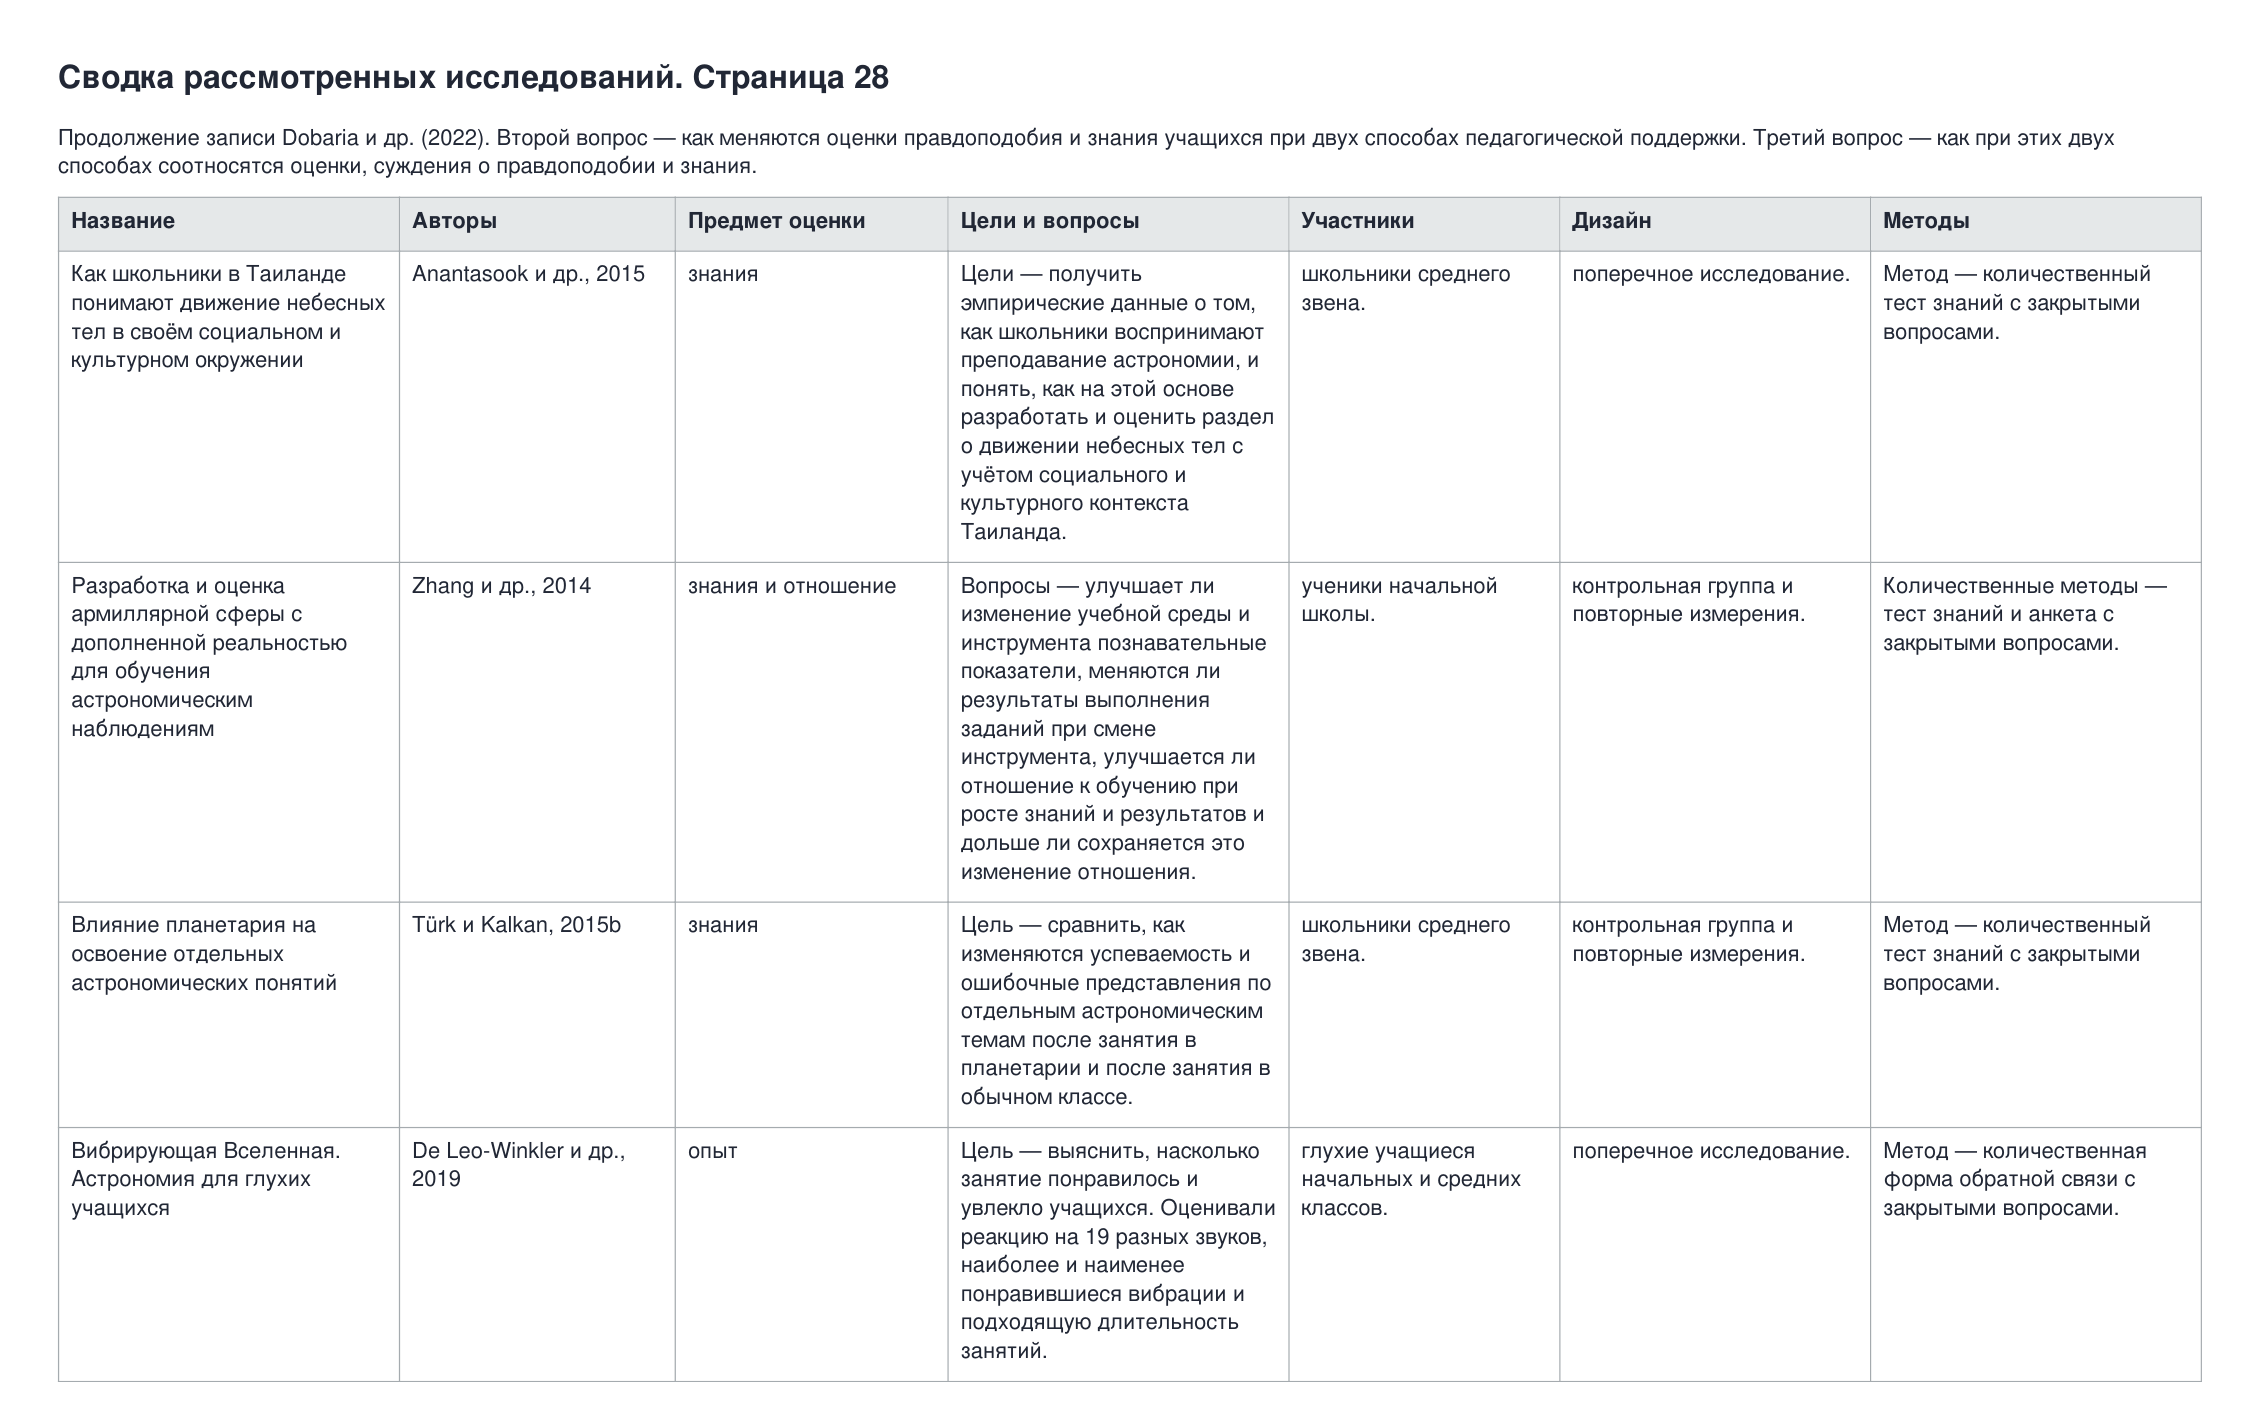 Сводка рассмотренных исследований. Страница 28
Продолжение записи Dobaria и др. (2022). Второй вопрос — как меняются оценки правдоподобия и знания учащихся при двух способах педагогической поддержки. Третий вопрос — как при этих двух
способах соотносятся оценки, суждения о правдоподобии и знания.
Название
Авторы
Предмет оценки
Цели и вопросы
Участники
Дизайн
Методы
Как школьники в Таиланде
понимают движение небесных
тел в своём социальном и
культурном окружении
Anantasook и др., 2015
знания
Цели — получить
эмпирические данные о том,
как школьники воспринимают
преподавание астрономии, и
понять, как на этой основе
разработать и оценить раздел
о движении небесных тел с
учётом социального и
культурного контекста
Таиланда.
школьники среднего
звена.
поперечное исследование.
Метод — количественный
тест знаний с закрытыми
вопросами.
Разработка и оценка
армиллярной сферы с
дополненной реальностью
для обучения
астрономическим
наблюдениям
Zhang и др., 2014
знания и отношение
Вопросы — улучшает ли
изменение учебной среды и
инструмента познавательные
показатели, меняются ли
результаты выполнения
заданий при смене
инструмента, улучшается ли
отношение к обучению при
росте знаний и результатов и
дольше ли сохраняется это
изменение отношения.
ученики начальной
школы.
контрольная группа и
повторные измерения.
Количественные методы —
тест знаний и анкета с
закрытыми вопросами.
Влияние планетария на
освоение отдельных
астрономических понятий
Türk и Kalkan, 2015b
знания
Цель — сравнить, как
изменяются успеваемость и
ошибочные представления по
отдельным астрономическим
темам после занятия в
планетарии и после занятия в
обычном классе.
школьники среднего
звена.
контрольная группа и
повторные измерения.
Метод — количественный
тест знаний с закрытыми
вопросами.
Вибрирующая Вселенная.
Астрономия для глухих
учащихся
De Leo-Winkler и др.,
2019
опыт
Цель — выяснить, насколько
занятие понравилось и
увлекло учащихся. Оценивали
реакцию на 19 разных звуков,
наиболее и наименее
понравившиеся вибрации и
подходящую длительность
занятий.
глухие учащиеся
начальных и средних
классов.
поперечное исследование.
Метод — количественная
форма обратной связи с
закрытыми вопросами.